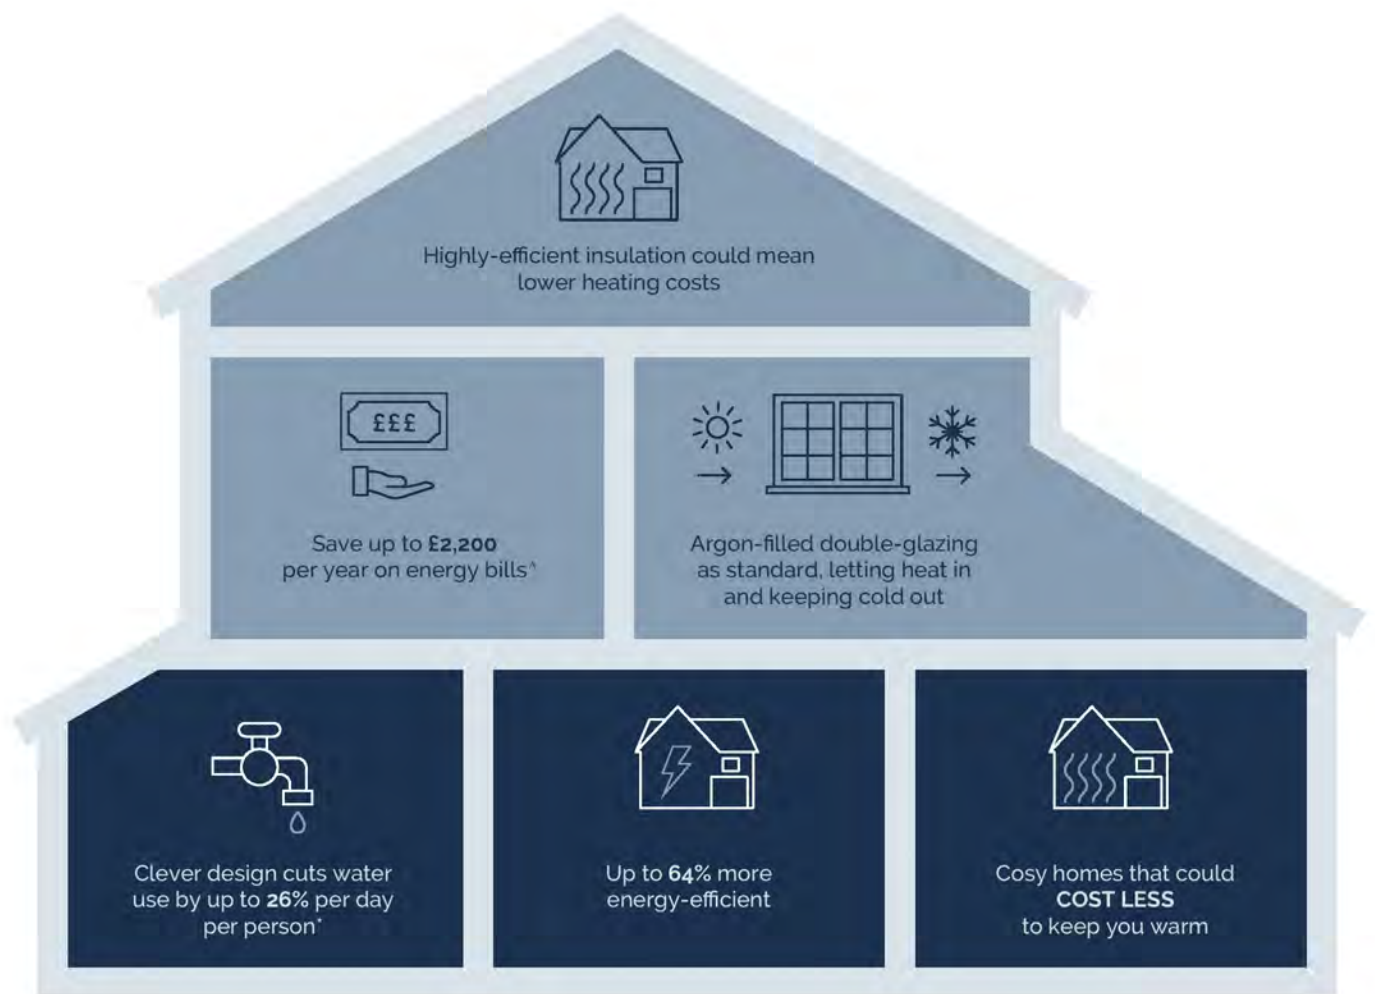 Highly-efficient insulation could mean
lower heating costs
£££
Save up to £2,200
per year on energy bills^
Argon-filled double-glazing
as standard, letting heat in
and keeping cold out
Clever design cuts water
use by up to 26% per day
per person*
Up to 64% more
energy-efficient
Cosy homes that could
COST LESS
to keep you warm